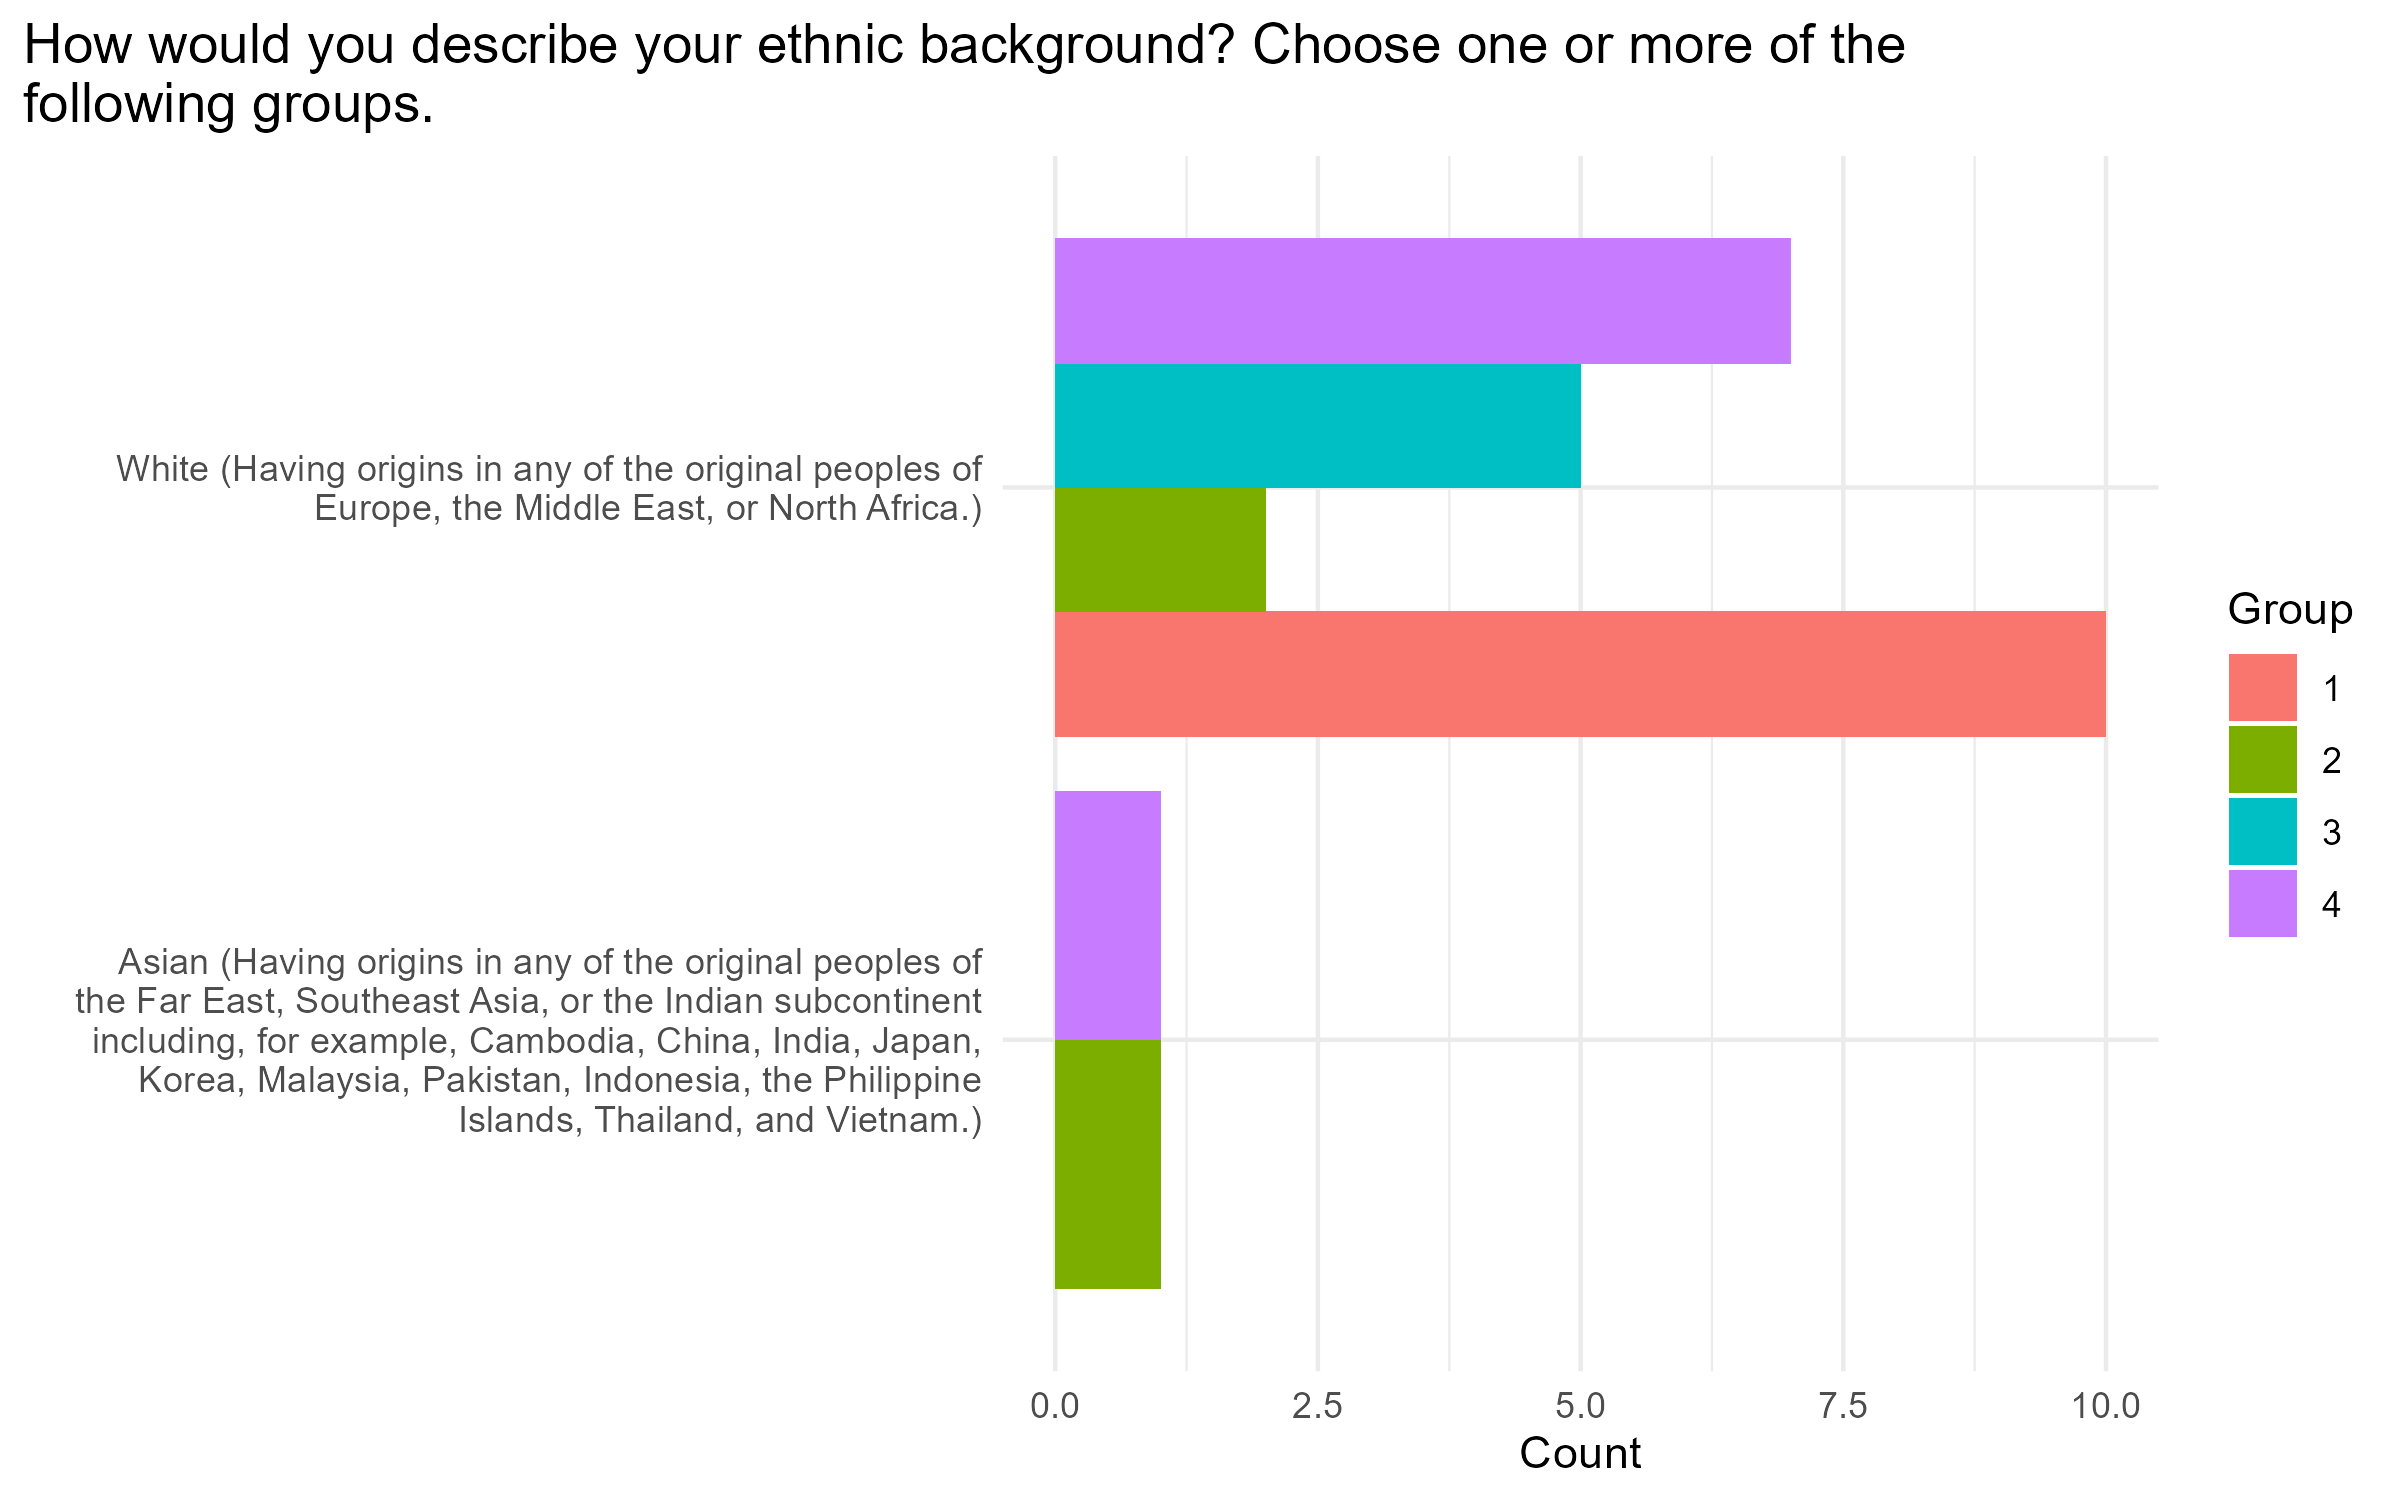 How would you describe your ethnic background? Choose one or more of the
following groups.
White (Having origins in any of the original peoples of
Europe, the Middle East, or North Africa.)
Asian (Having origins in any of the original peoples of
the Far East, Southeast Asia, or the Indian subcontinent
including, for example, Cambodia, China, India, Japan,
Korea, Malaysia, Pakistan, Indonesia, the Philippine
Islands, Thailand, and Vietnam.)
0.0 2.5 5.0 7.5 10.0
Count
Group
1
2
3
4